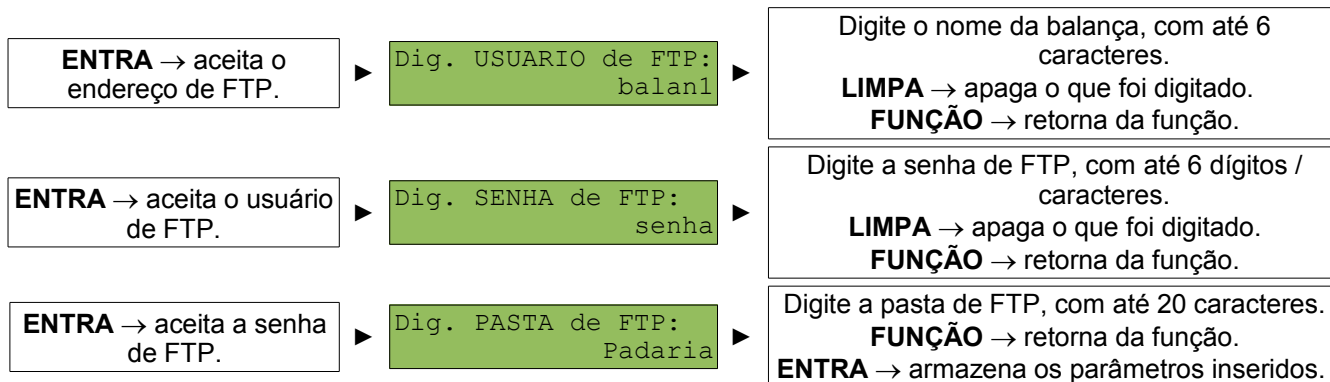 ENTRA → aceita o
endereço de FTP.
►
Dig. USUARIO de FTP:
balan1
►
Digite o nome da balança, com até 6
caracteres.
LIMPA → apaga o que foi digitado.
FUNÇÃO → retorna da função.
ENTRA → aceita o usuário
de FTP.
►
Dig. SENHA de FTP:
senha
►
Digite a senha de FTP, com até 6 dígitos /
caracteres.
LIMPA → apaga o que foi digitado.
FUNÇÃO → retorna da função.
ENTRA → aceita a senha
de FTP.
►
Dig. PASTA de FTP:
Padaria
►
Digite a pasta de FTP, com até 20 caracteres.
FUNÇÃO → retorna da função.
ENTRA → armazena os parâmetros inseridos.